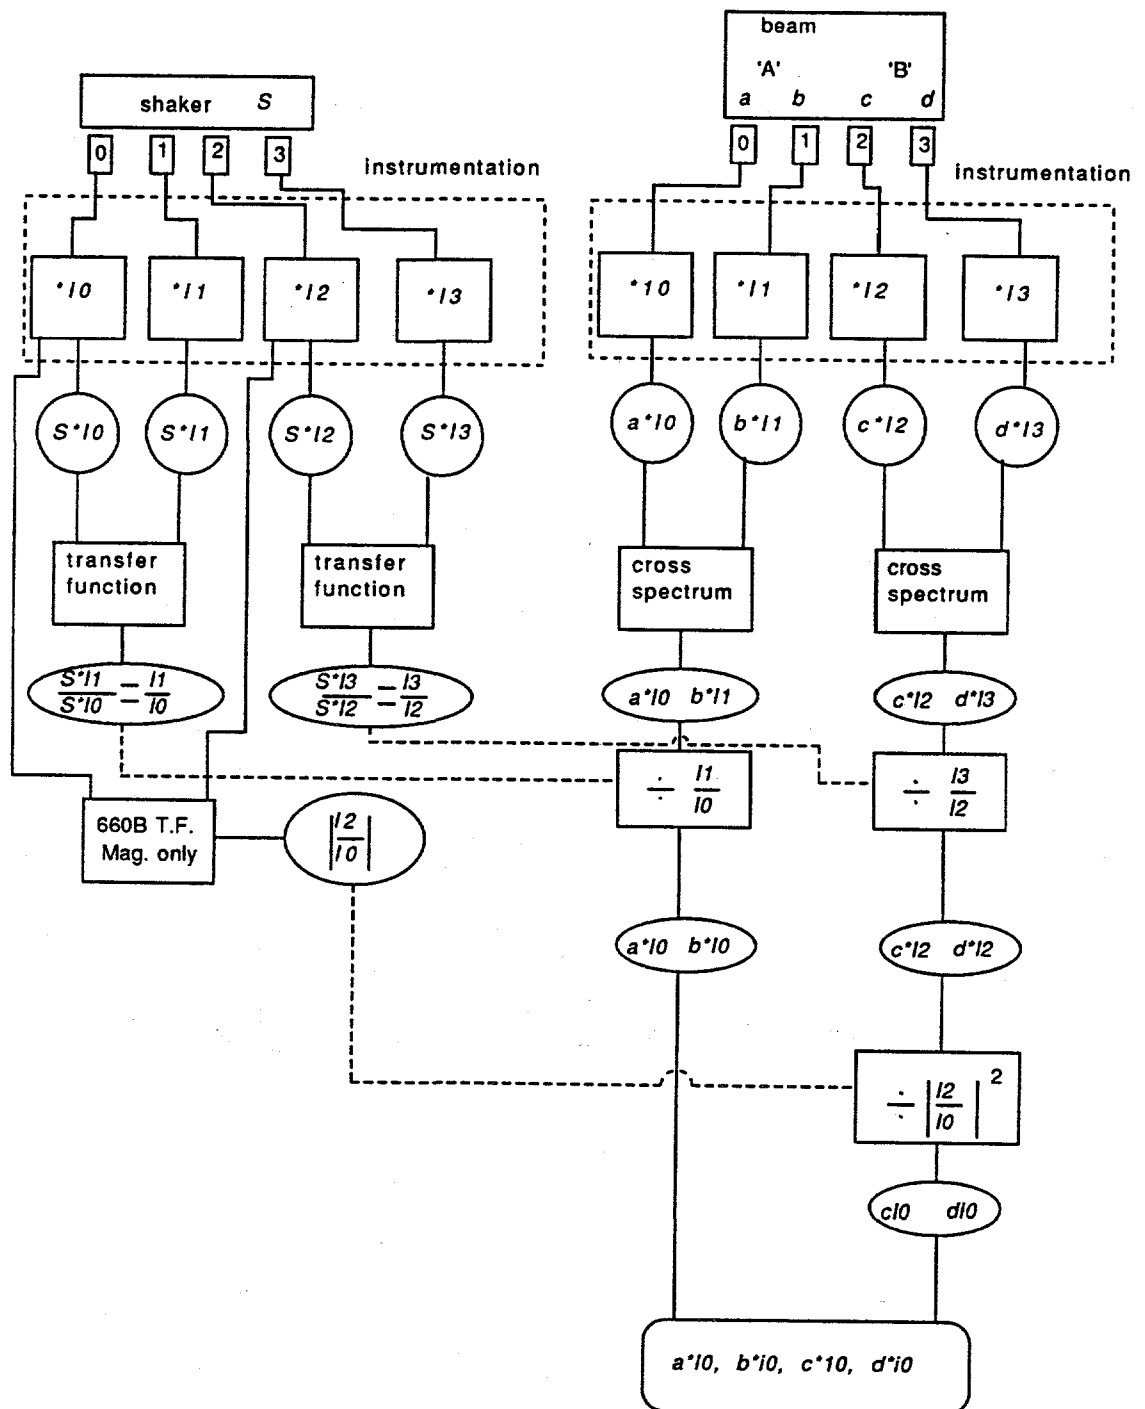 beam
'A' 'B'
a b c d
0 1 2 3
instrumentation
*10 *I1 *I2 *I3
a*I0 b*I1 c*I2 d*I3
cross
spectrum
cross
spectrum
a*I0 b*I1
c*I2 d*I3
÷ I1
I0
÷ I3
I2
a*I0 b*I0
c*I2 d*I2
÷ |I2
I0| 2
cI0 dI0
a*I0, b*i0, c*10, d*i0
shaker S
0 1 2 3
instrumentation
*I0 *I1 *I2 *I3
S*I0 S*I1 S*I2 S*I3
transfer
function
transfer
function
S*I1 = I1
S*I0 I0
S*I3 = I3
S*I2 I2
660B T.F.
Mag. only
|I2
I0|